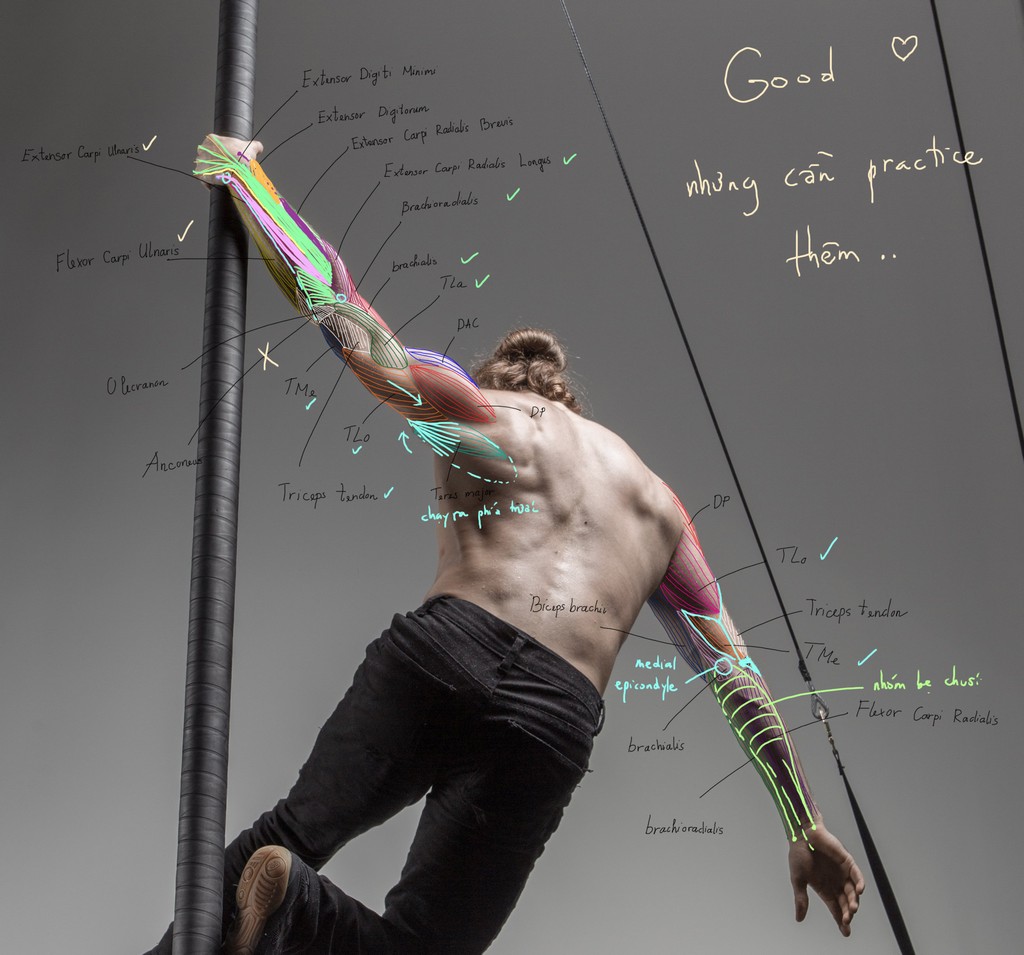 Good
nhưng cần practice
thêm ..
Extensor Digiti Minimi
Extensor Digitorum
Extensor Carpi Radialis Brevis
Extensor Carpi Ulnaris
Extensor Carpi Radialis Longus
Brachioradialis
Flexor Carpi Ulnaris
brachialis
TLa
DAC
Olecranon
X
TMe
DP
TLo
Anconeus
Triceps tendon
Teres major
chạy ra phía trước
DP
TLo
Biceps brachii
Triceps tendon
TMe
medial
epicondyle
nhóm bẹ chuối
Flexor Carpi Radialis
brachialis
brachioradialis